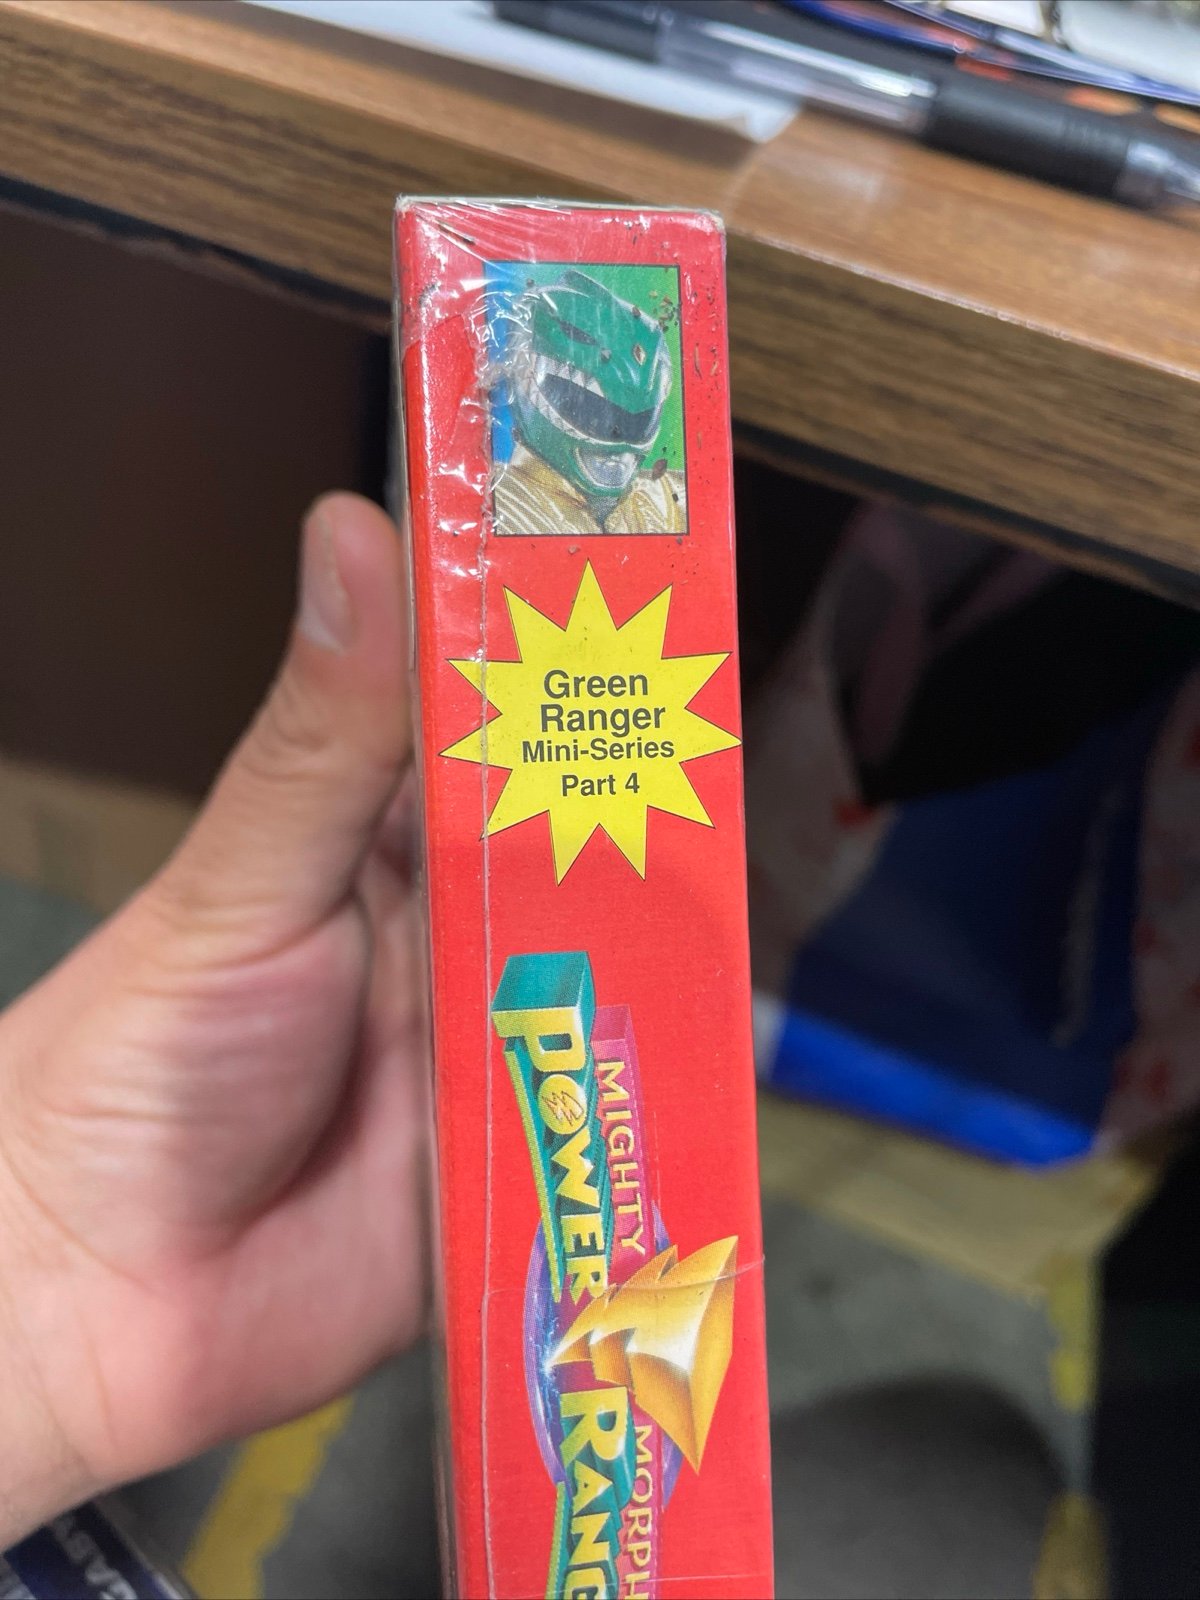 Green
Ranger
Mini-Series
Part 4
MIGHTY MORPH
POWER RANG